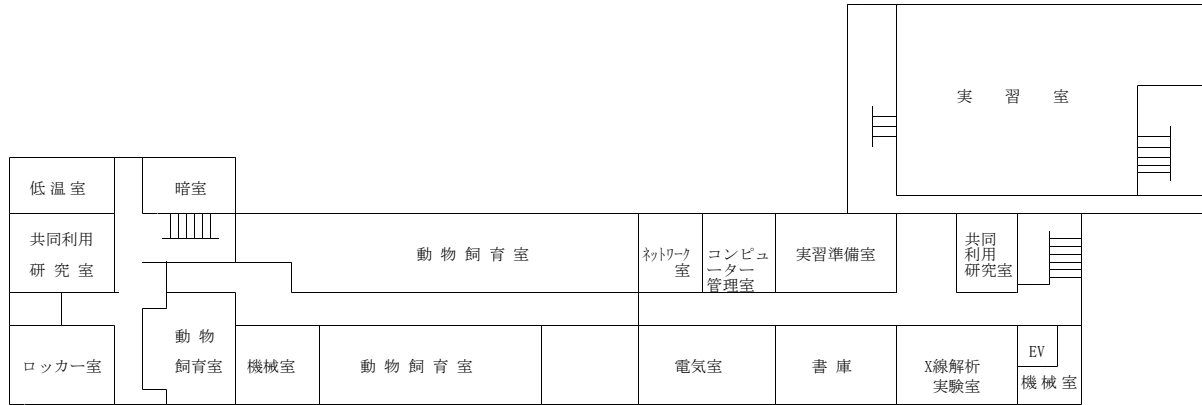 実習室
低温室
暗室
共同利用
研究室
動物飼育室
ネットワーク
室
コンピュ
ーター
管理室
実習準備室
共同
利用
研究室
ロッカー室
動物
飼育室
機械室
動物飼育室
電気室
書庫
X線解析
実験室
EV
機械室